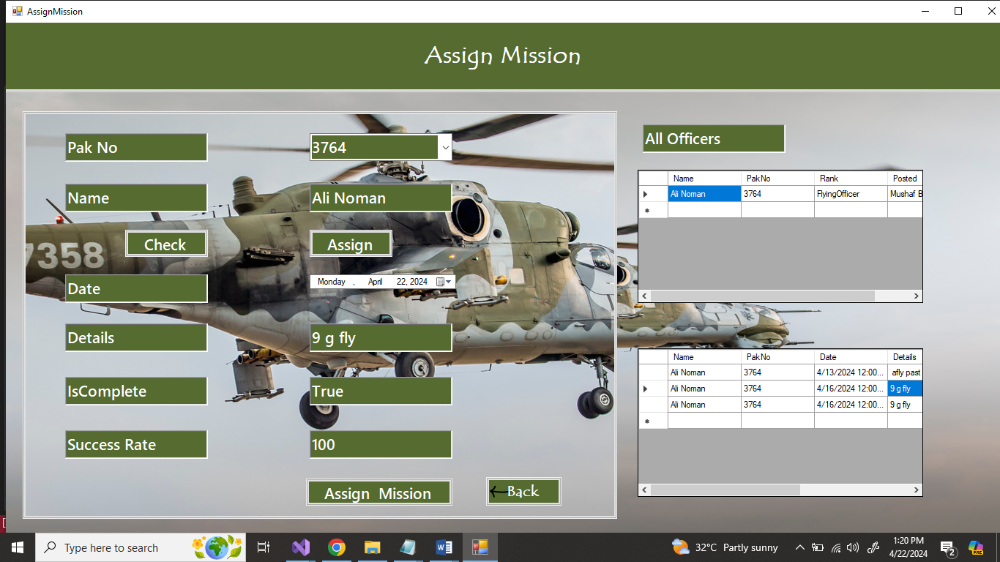 AssignMission
Assign Mission
Pak No
3764
Name
Ali Noman
Check
Assign
7358
Date
Monday , April 22, 2024
Details
9 g fly
IsComplete
True
Success Rate
100
Assign Mission
Back
All Officers
Name PakNo Rank Posted
Ali Noman 3764 FlyingOfficer Mushaf B
Name PakNo Date Details
Ali Noman 3764 4/13/2024 12:00... afly past
Ali Noman 3764 4/16/2024 12:00... 9 g fly
Ali Noman 3764 4/16/2024 12:00... 9 g fly
Type here to search
32°C Partly sunny
1:20 PM
4/22/2024
2
PRE